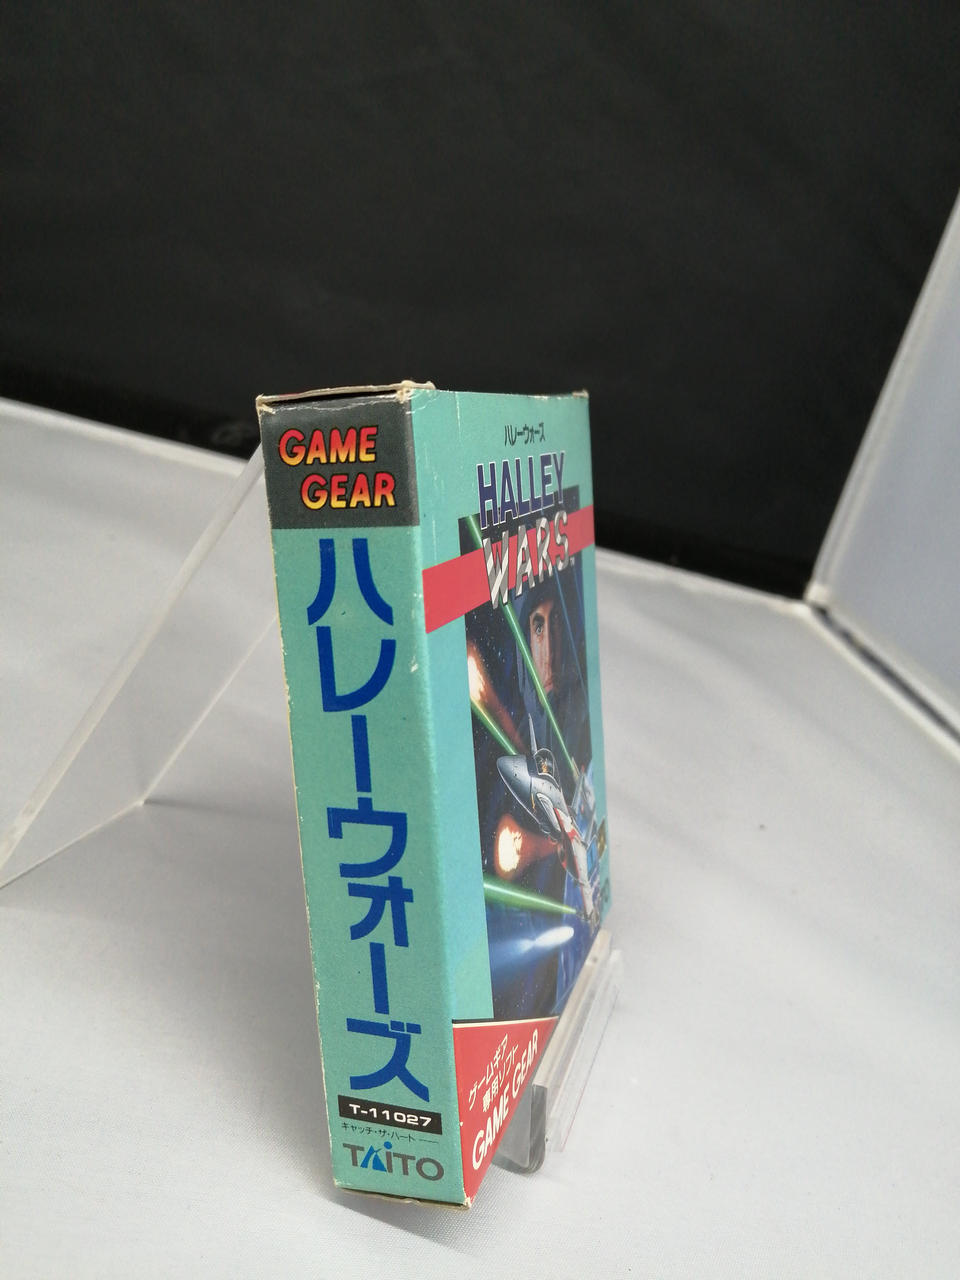 GAME
GEAR
ハレーウォーズ
T-11027
キャッチ・ザ・ハート
TAITO
ハレーウォーズ
HALLEY
WARS.
ゲームギア
専用ソフト
GAME GEAR